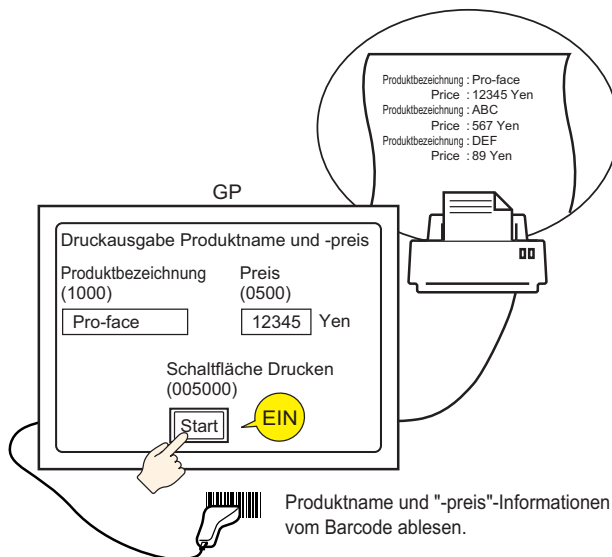 Produktbezeichnung : Pro-face
Price : 12345 Yen
Produktbezeichnung : ABC
Price : 567 Yen
Produktbezeichnung : DEF
Price : 89 Yen
GP
Druckausgabe Produktname und -preis
Produktbezeichnung Preis
(1000) (0500)
Pro-face 12345 Yen
Schaltfläche Drucken
(005000)
Start EIN
Produktname und "-preis"-Informationen
vom Barcode ablesen.